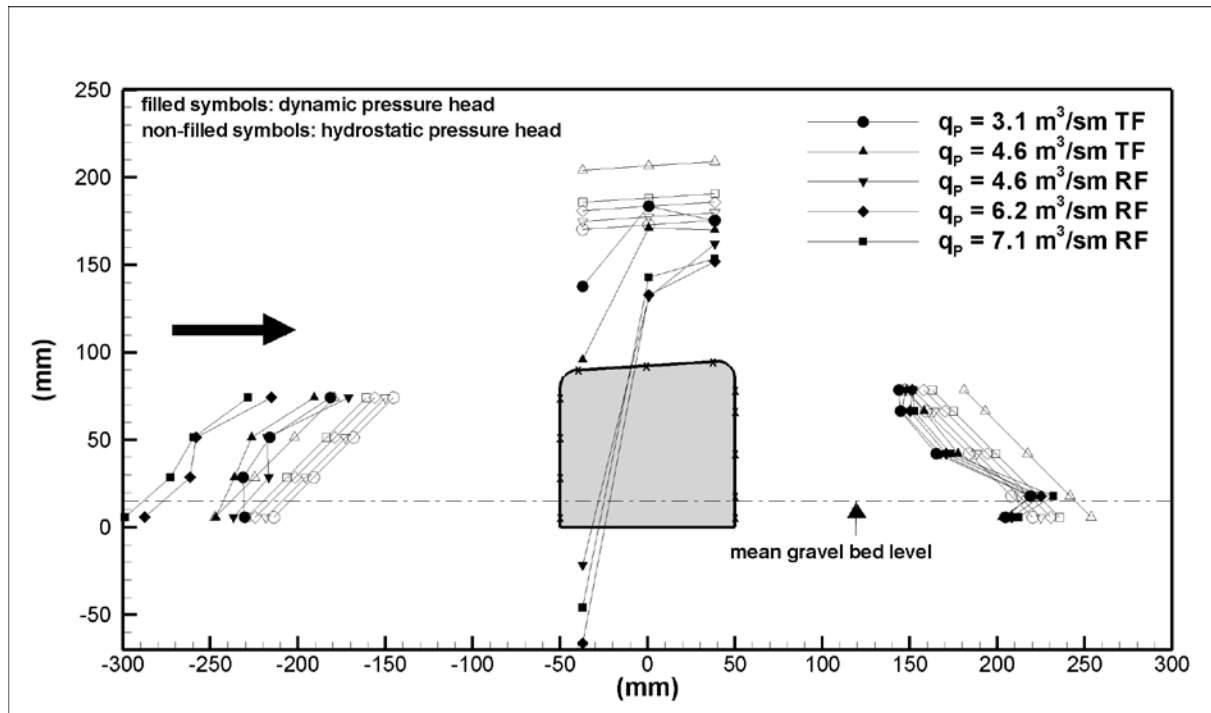 filled symbols: dynamic pressure head
non-filled symbols: hydrostatic pressure head
q_P = 3.1 m³/sm TF
q_P = 4.6 m³/sm TF
q_P = 4.6 m³/sm RF
q_P = 6.2 m³/sm RF
q_P = 7.1 m³/sm RF
250
200
150
100
50
0
-50
(mm)
mean gravel bed level
-300 -250 -200 -150 -100 -50 0 50 100 150 200 250 300
(mm)